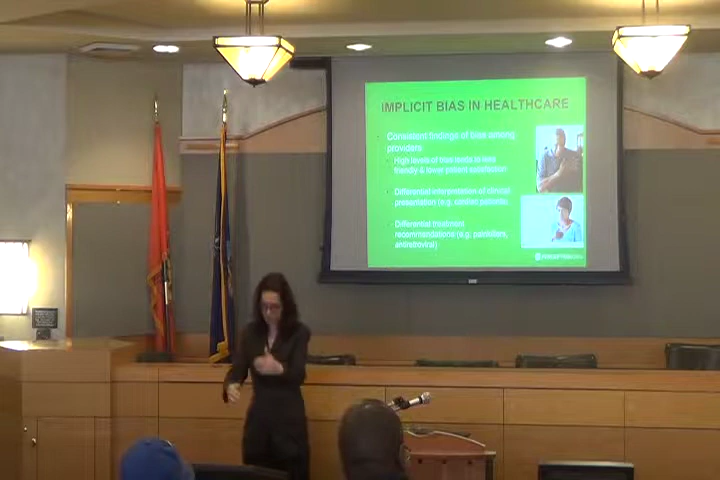 IMPLICIT BIAS IN HEALTHCARE
Consistent findings of bias among
providers
High levels of bias leads to less
friendly & lower patient satisfaction
Differential interpretation of clinical
presentation (e.g. cardiac patients)
Differential treatment
recommendations (e.g. painkillers,
antiretroviral)